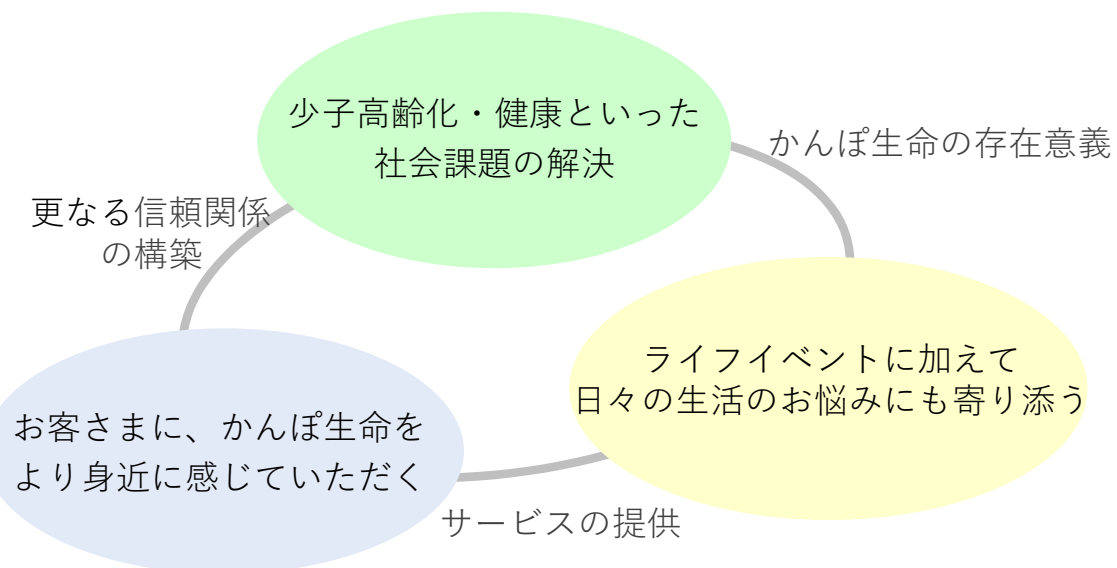 少子高齢化・健康といった
社会課題の解決
かんぽ生命の存在意義
更なる信頼関係
の構築
ライフイベントに加えて
日々の生活のお悩みにも寄り添う
お客さまに、かんぽ生命を
より身近に感じていただく
サービスの提供